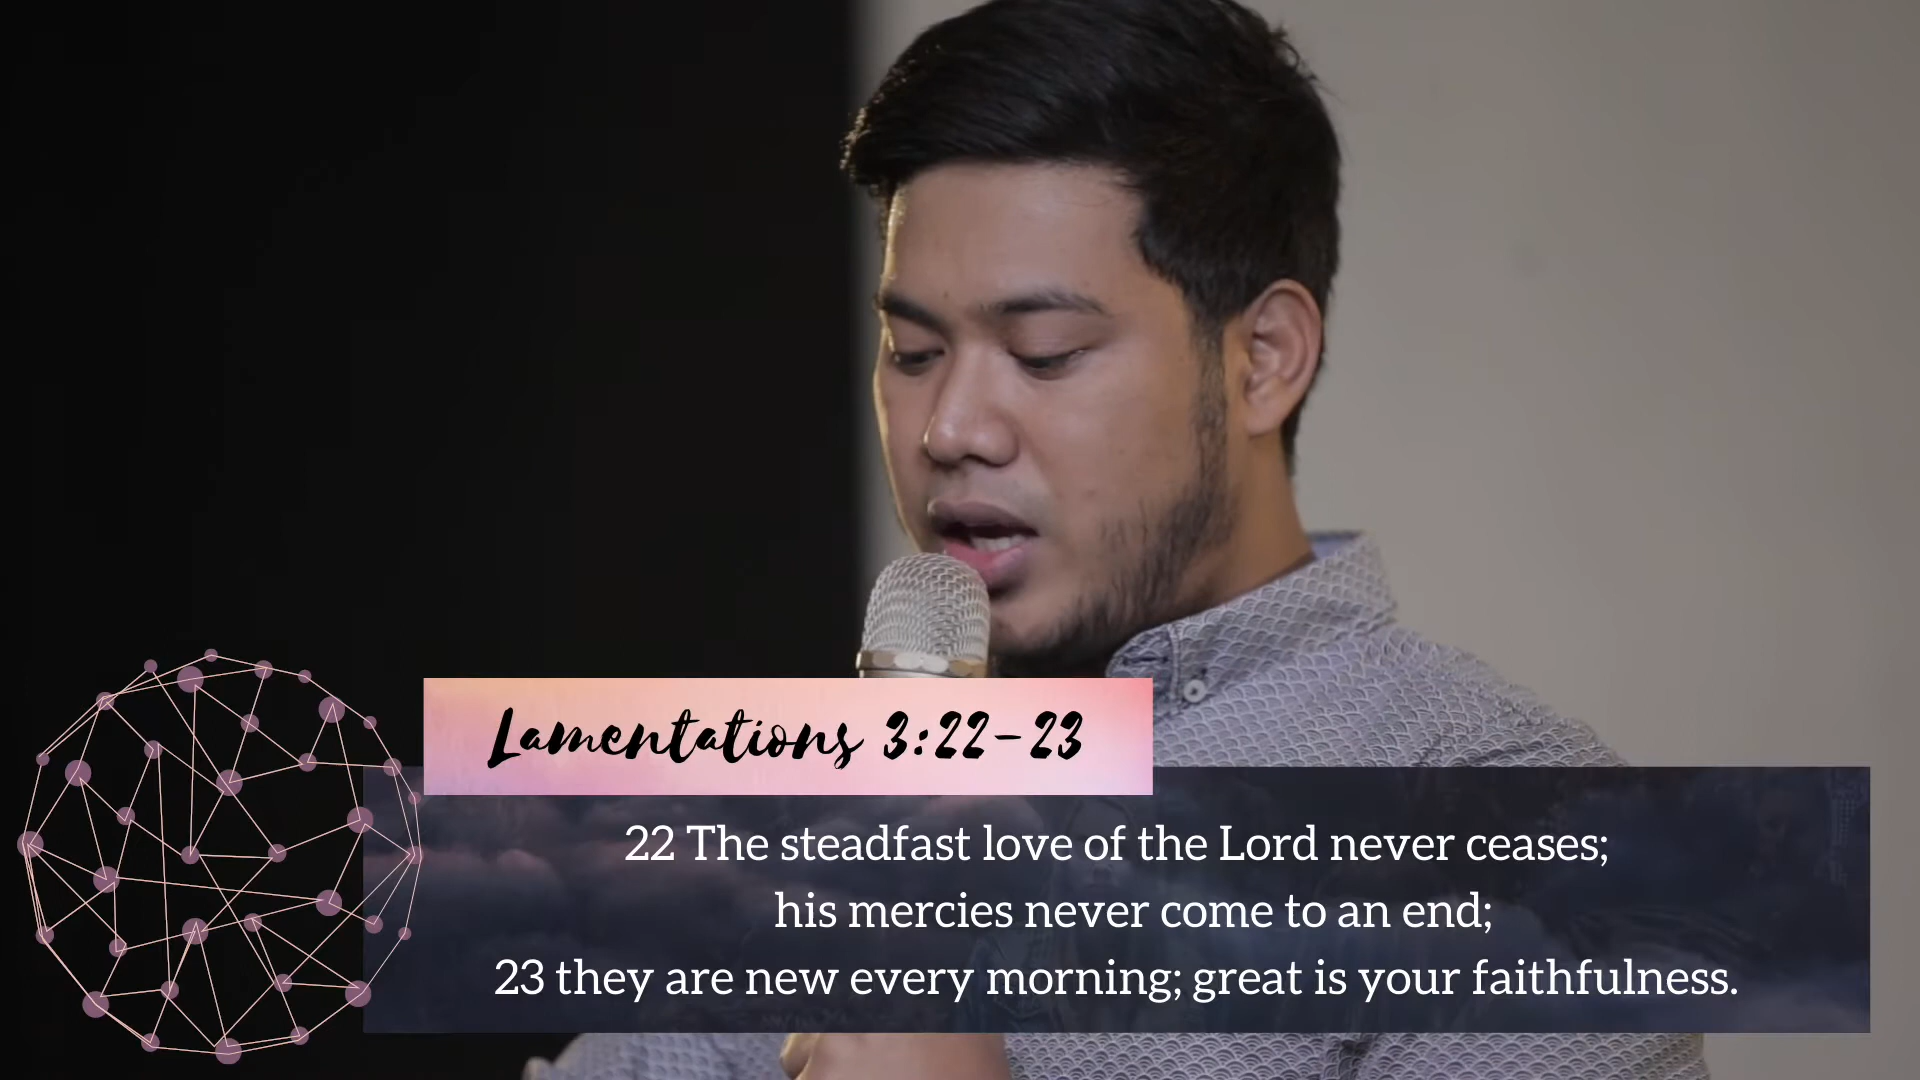 Lamentations 3:22-23
22 The steadfast love of the Lord never ceases;
his mercies never come to an end;
23 they are new every morning; great is your faithfulness.